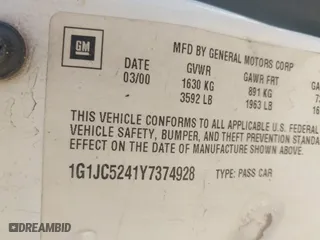 GM
MFD BY GENERAL MOTORS CORP
DATE GVWR GAWR FRT
03/00 1630 KG 891 KG
3592 LB 1963 LB
THIS VEHICLE CONFORMS TO ALL APPLICABLE U.S. FEDERAL
VEHICLE SAFETY, BUMPER, AND THEFT PREVENTION STANDA
EFFECT ON THE DATE OF MANUFACTURE SHOWN ABOVE.
1G1JC5241Y7374928 TYPE: PASS CAR